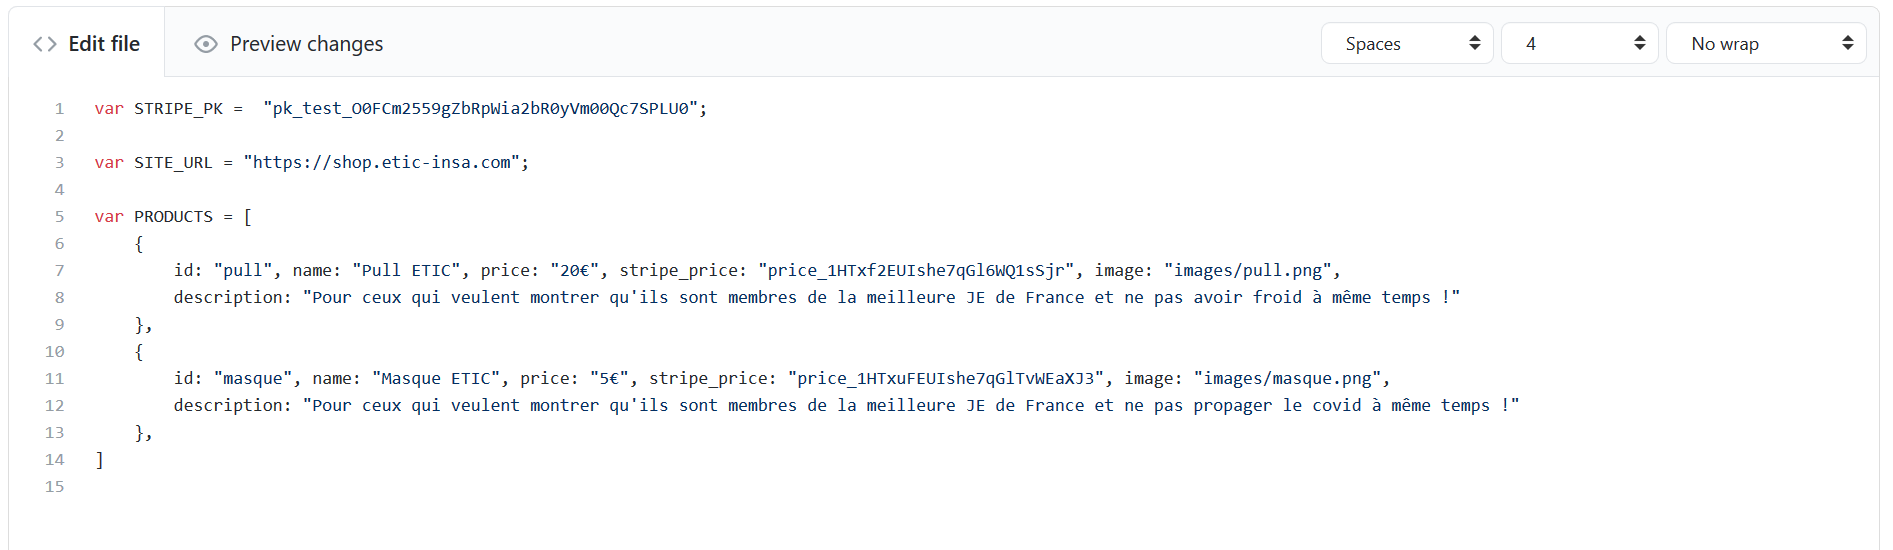 Edit file Preview changes Spaces 4 No wrap
1 var STRIPE_PK =  "pk_test_O0FCm2559gZbRpWia2bR0yVm00Qc7SPLU0";
2
3 var SITE_URL = "https://shop.etic-insa.com";
4
5 var PRODUCTS = [
6     {
7         id: "pull", name: "Pull ETIC", price: "20€", stripe_price: "price_1HTxf2EUIshe7qGl6WQ1sSjr", image: "images/pull.png",
8         description: "Pour ceux qui veulent montrer qu'ils sont membres de la meilleure JE de France et ne pas avoir froid à même temps !"
9     },
10     {
11         id: "masque", name: "Masque ETIC", price: "5€", stripe_price: "price_1HTxuFEUIshe7qGlTvWEaXJ3", image: "images/masque.png",
12         description: "Pour ceux qui veulent montrer qu'ils sont membres de la meilleure JE de France et ne pas propager le covid à même temps !"
13     },
14 ]
15